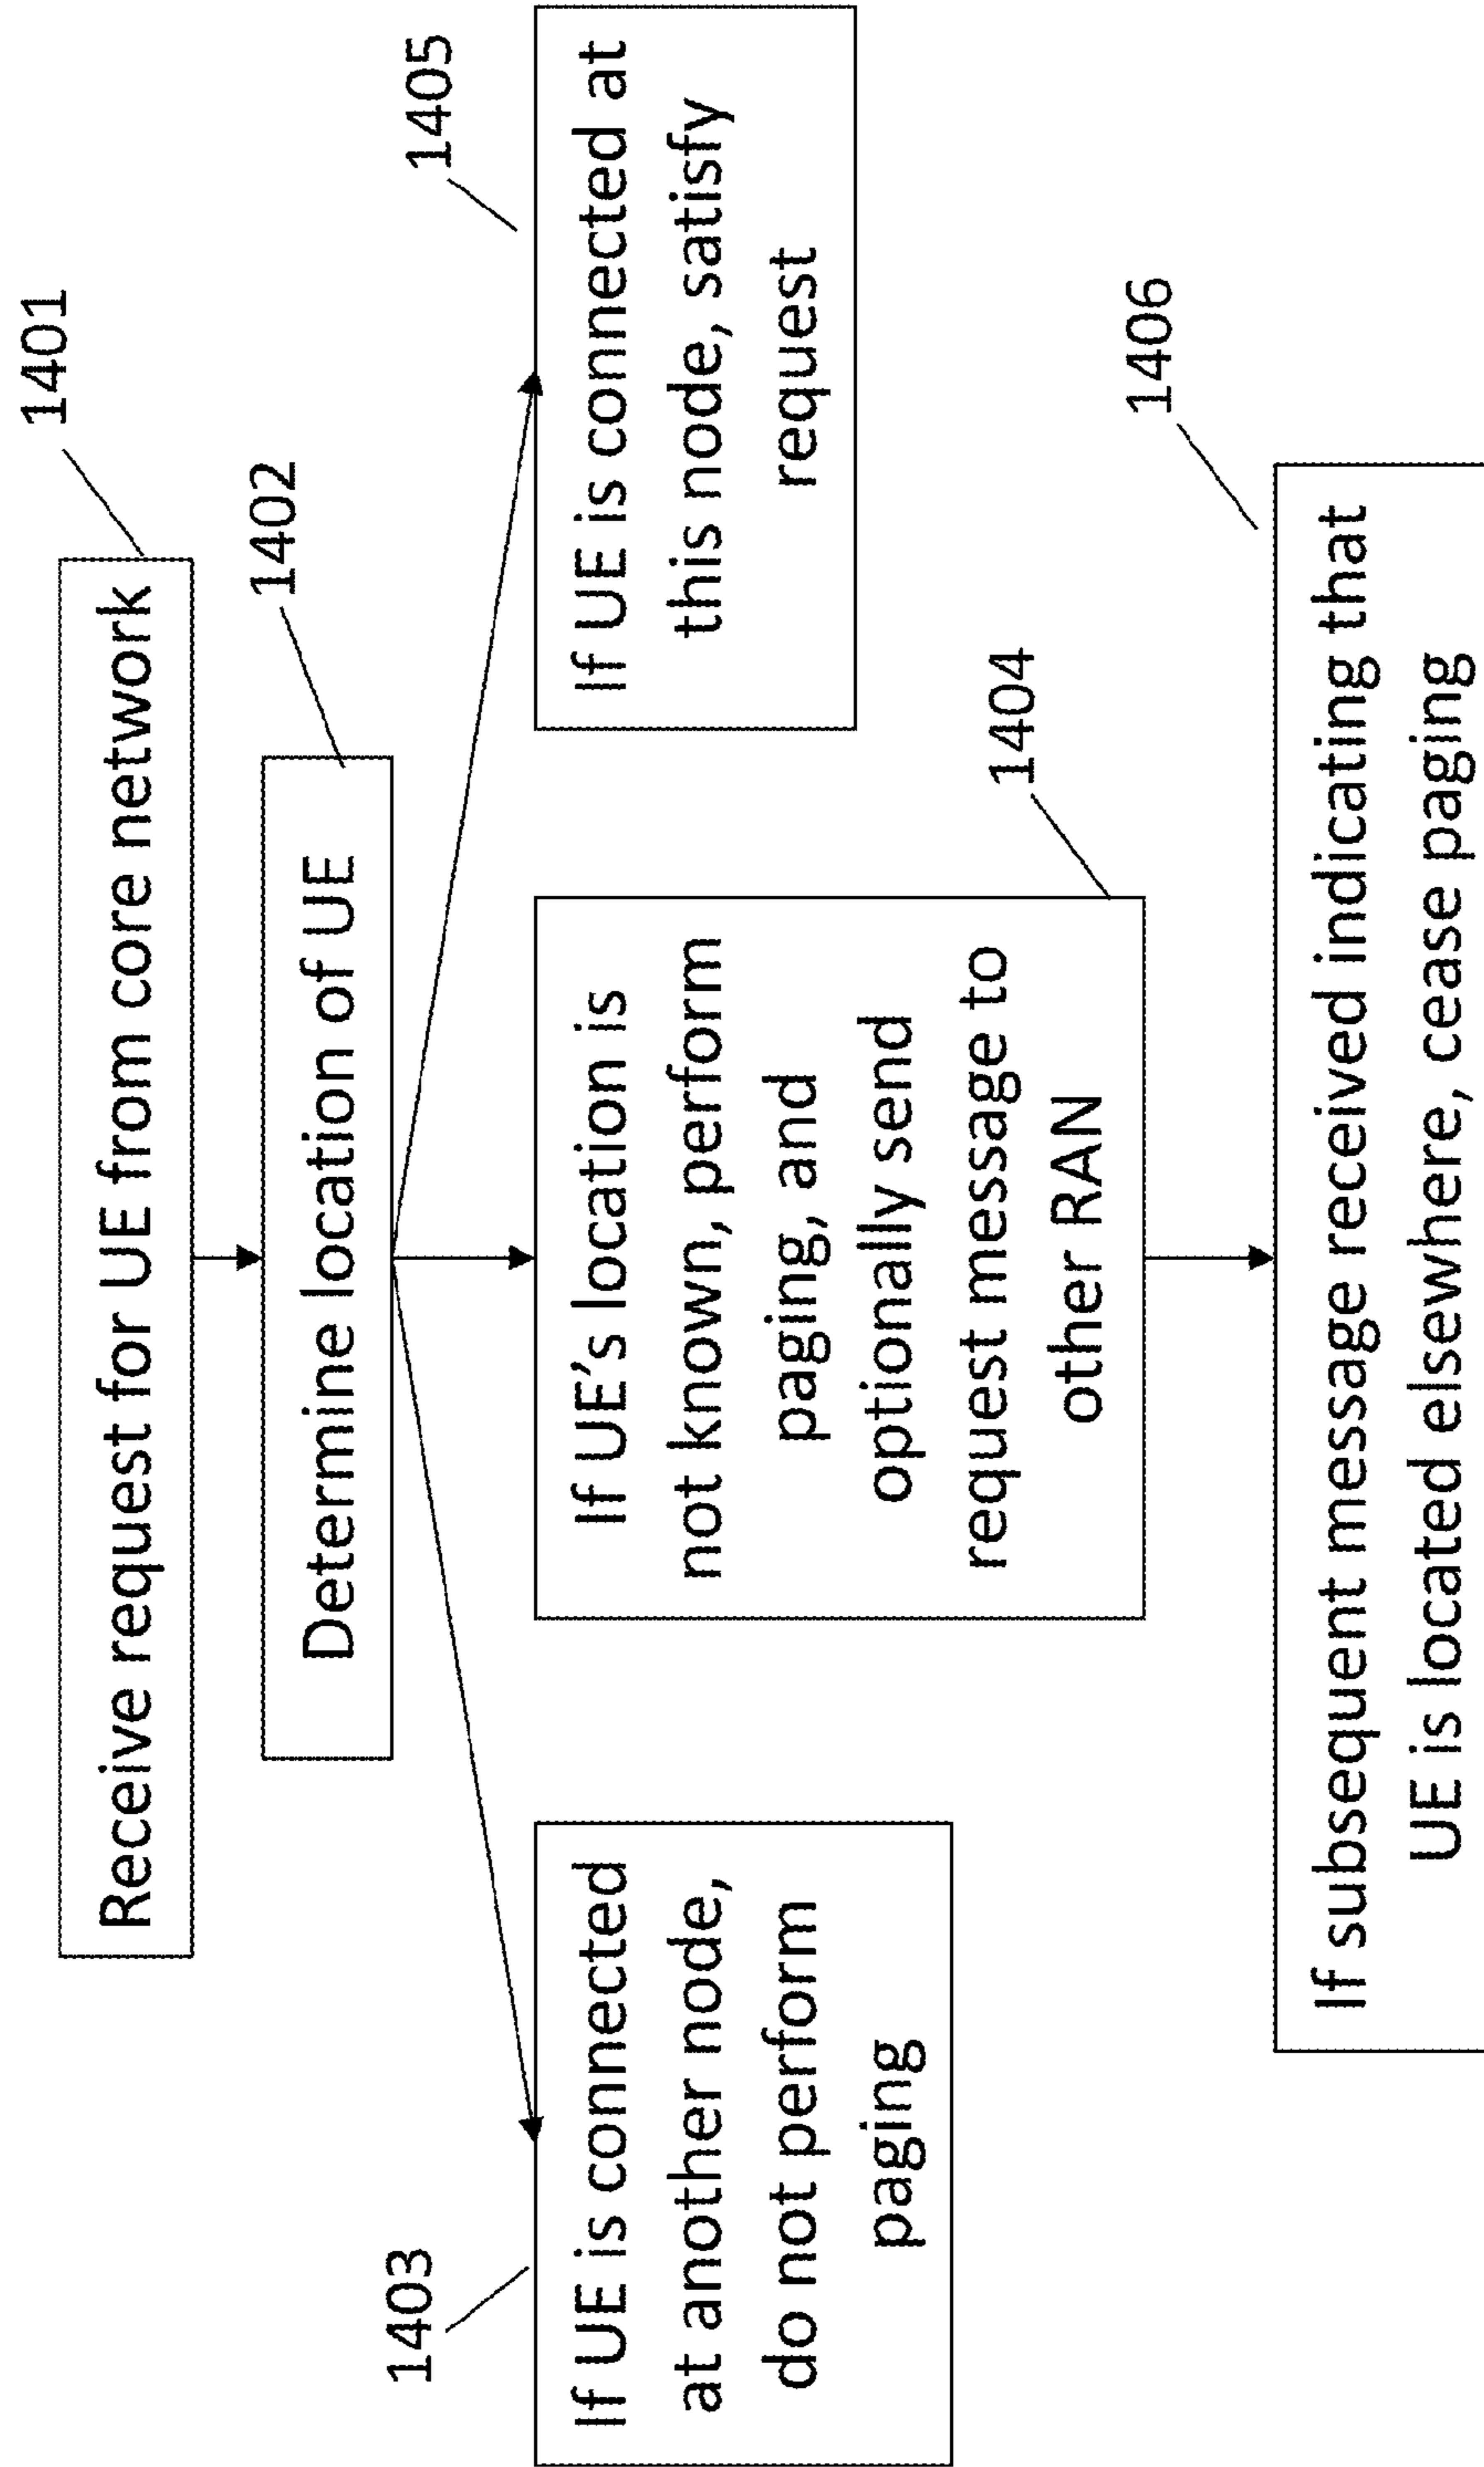 1401
Receive request for UE from core network
1402
Determine location of UE
1403
If UE is connected
at another node,
do not perform
paging
If UE's location is
not known, perform
paging, and
optionally send
request message to
other RAN
1404
1405
If UE is connected at
this node, satisfy
request
1406
If subsequent message received indicating that
UE is located elsewhere, cease paging